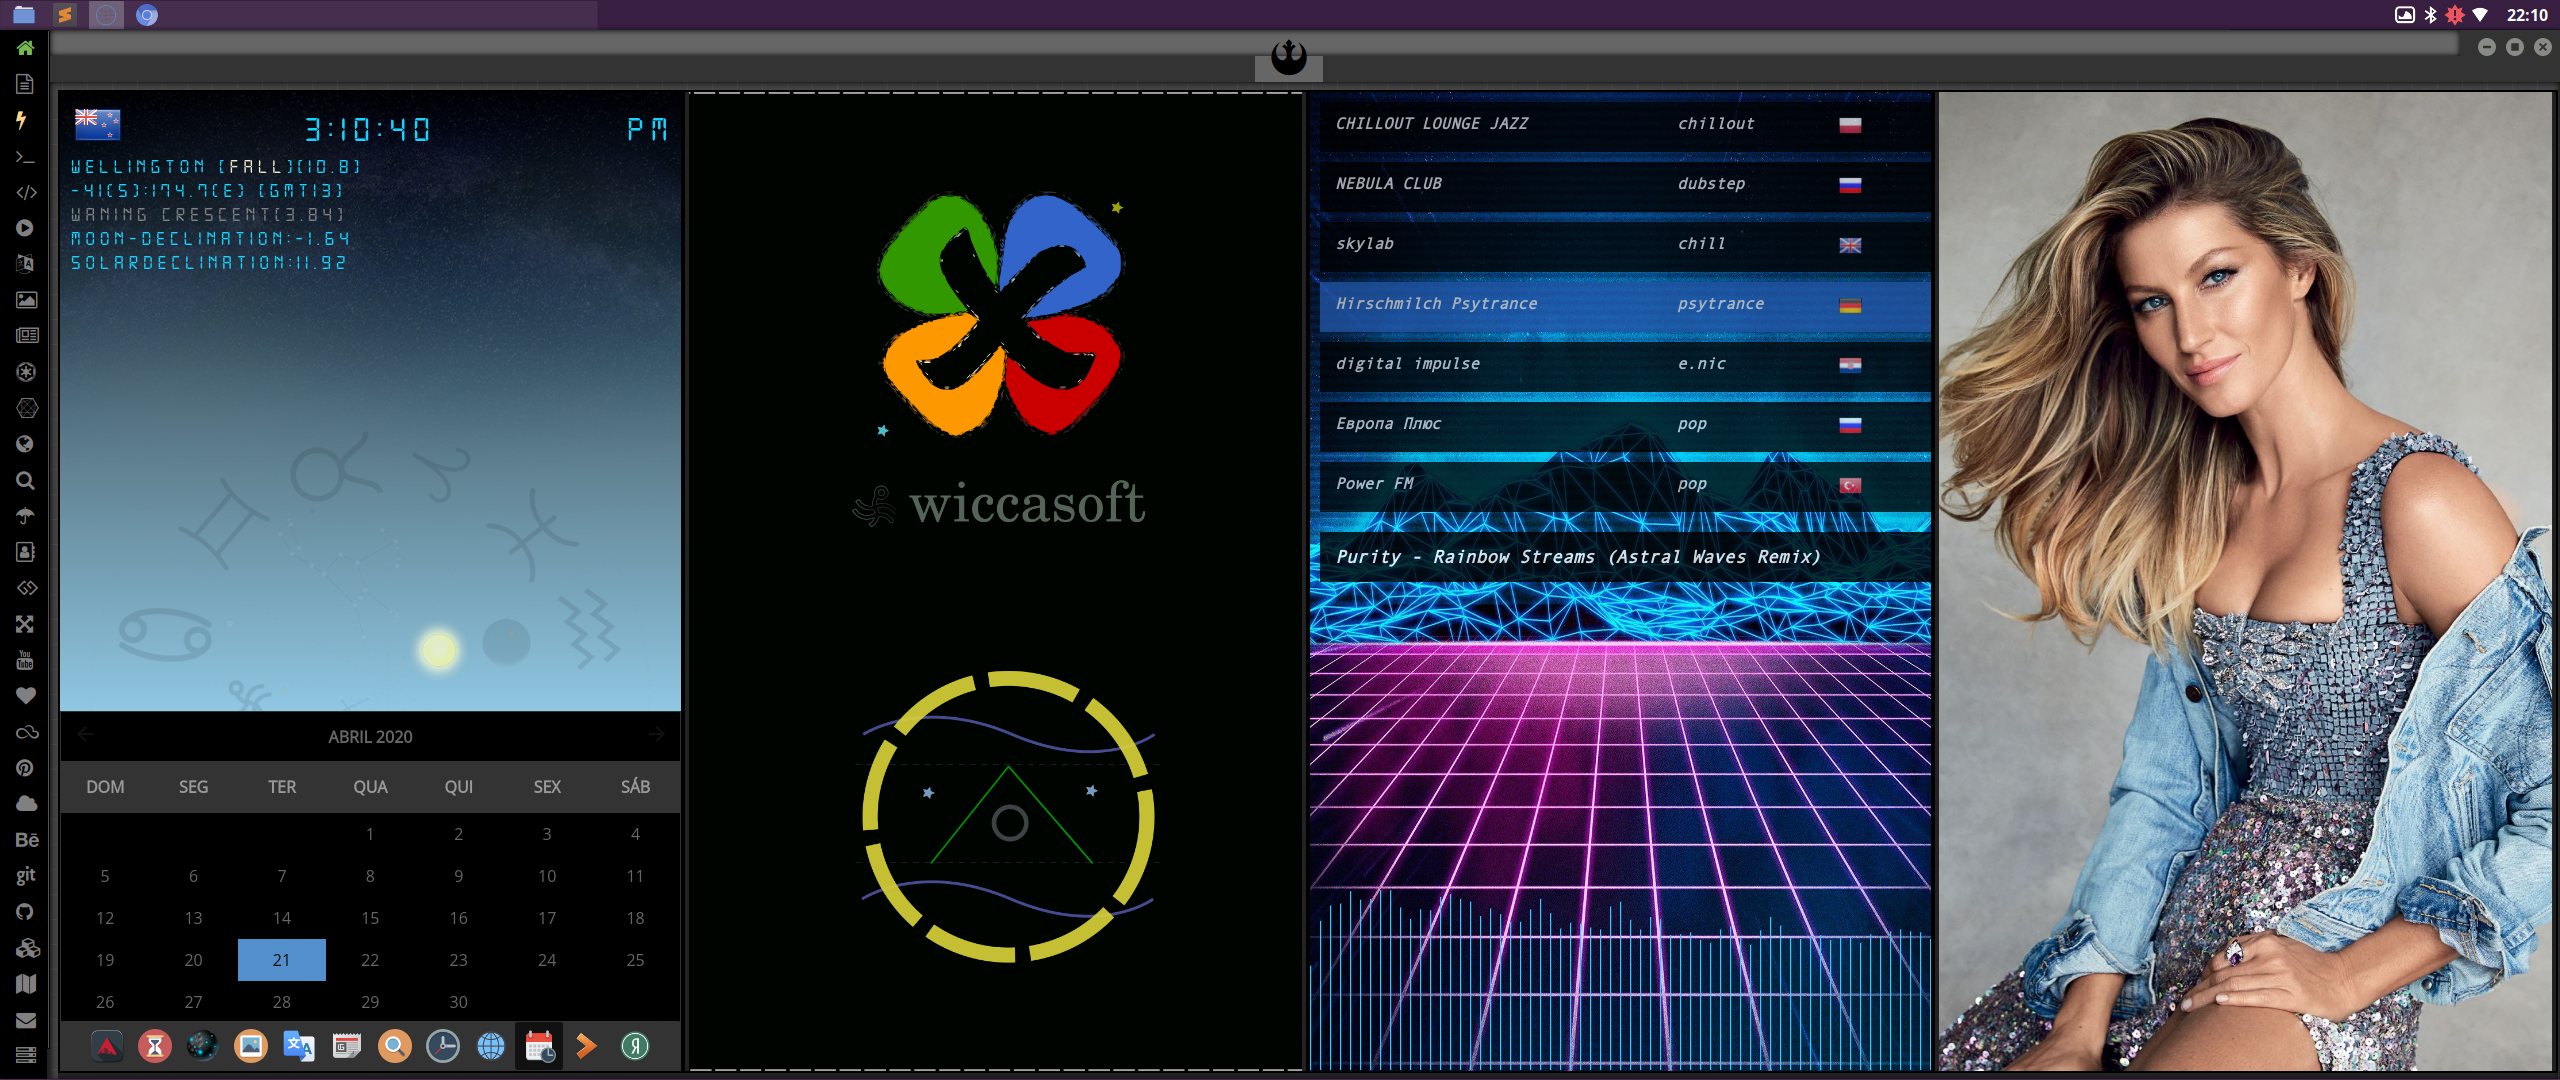 22:10
3:10:40 PM
WELLINGTON [FALL][10.8]
-41(S):174.7(E) [GMT13]
WANING CRESCENT[3.84]
MOON-DECLINATION:-1.64
SOLARDECLINATION:11.92
ABRIL 2020
DOM SEG TER QUA QUI SEX SÁB
1 2 3 4
5 6 7 8 9 10 11
12 13 14 15 16 17 18
19 20 21 22 23 24 25
26 27 28 29 30
wiccasoft
CHILLOUT LOUNGE JAZZ chillout
NEBULA CLUB dubstep
skylab chill
Hirschmilch Psytrance psytrance
digital impulse e.nic
Европа Плюс pop
Power FM pop
Purity - Rainbow Streams (Astral Waves Remix)
You
Tube
Bē
git